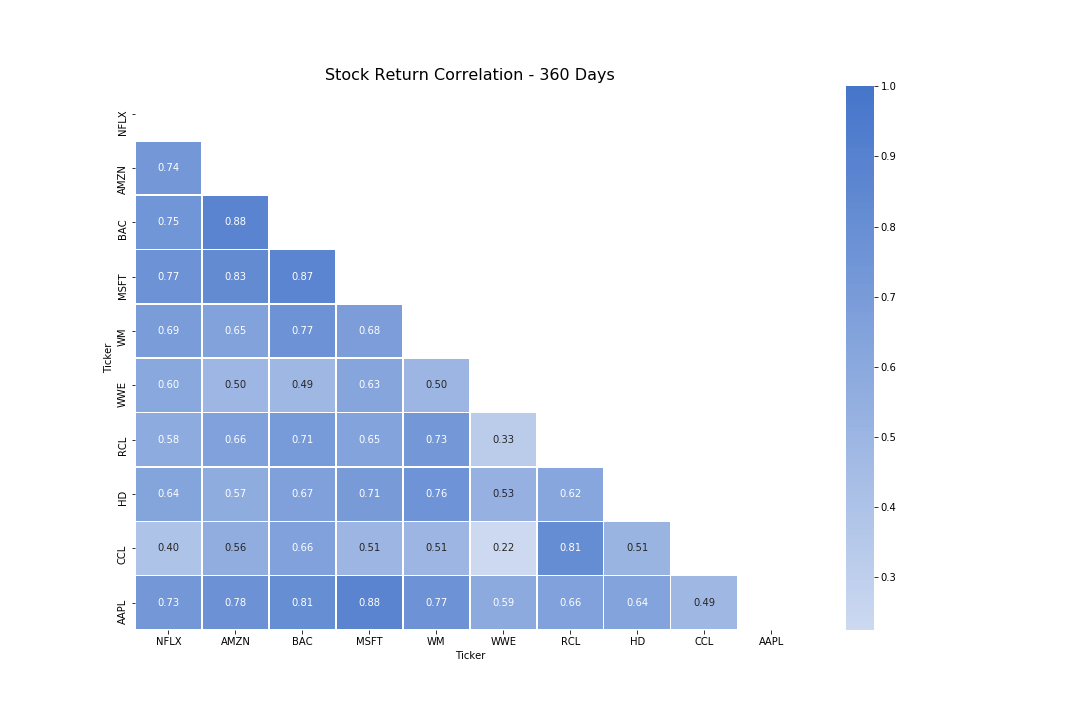 Stock Return Correlation - 360 Days
1.0
NFLX
0.9
AMZN 0.74
BAC 0.75 0.88
0.8
MSFT 0.77 0.83 0.87
0.7
WM 0.69 0.65 0.77 0.68
Ticker
0.6
WWE 0.60 0.50 0.49 0.63 0.50
RCL 0.58 0.66 0.71 0.65 0.73 0.33
0.5
HD 0.64 0.57 0.67 0.71 0.76 0.53 0.62
0.4
CCL 0.40 0.56 0.66 0.51 0.51 0.22 0.81 0.51
0.3
AAPL 0.73 0.78 0.81 0.88 0.77 0.59 0.66 0.64 0.49
NFLX AMZN BAC MSFT WM WWE RCL HD CCL AAPL
Ticker